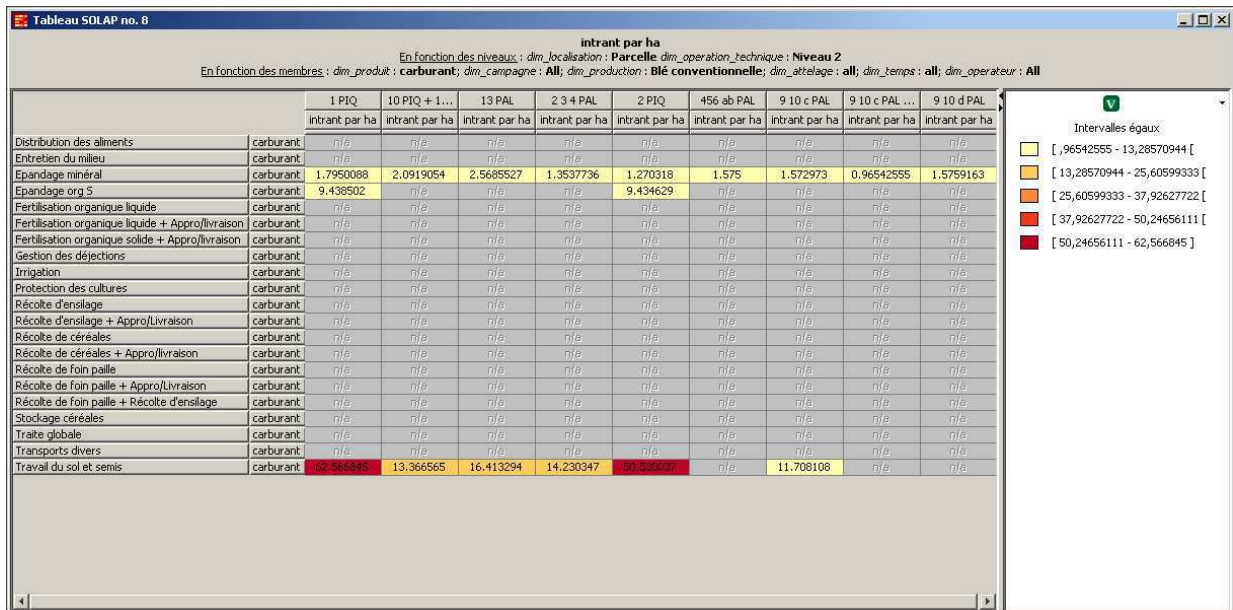 Tableau SOLAP no. 8
intrant par ha
En fonction des niveaux : dim_localisation : Parcelle dim_operation_technique : Niveau 2
En fonction des membres : dim_produit : carburant; dim_campagne : All; dim_production : Blé conventionnelle; dim_attelage : all; dim_temps : all; dim_operateur : All
1 PIQ 10 PIQ + 1... 13 PAL 2 3 4 PAL 2 PIQ 456 ab PAL 9 10 c PAL 9 10 c PAL ... 9 10 d PAL
intrant par ha intrant par ha intrant par ha intrant par ha intrant par ha intrant par ha intrant par ha intrant par ha intrant par ha
Distribution des aliments carburant n/a n/a n/a n/a n/a n/a n/a n/a n/a
Entretien du milieu carburant n/a n/a n/a n/a n/a n/a n/a n/a n/a
Epandage minéral carburant 1.7950088 2.0919054 2.5685527 1.3537736 1.270318 1.575 1.572973 0.96542555 1.5759163
Epandage org S carburant 9.438502 n/a n/a n/a 9.434629 n/a n/a n/a n/a
Fertilisation organique liquide carburant n/a n/a n/a n/a n/a n/a n/a n/a n/a
Fertilisation organique liquide + Appro/livraison carburant n/a n/a n/a n/a n/a n/a n/a n/a n/a
Fertilisation organique solide + Appro/livraison carburant n/a n/a n/a n/a n/a n/a n/a n/a n/a
Gestion des déjections carburant n/a n/a n/a n/a n/a n/a n/a n/a n/a
Irrigation carburant n/a n/a n/a n/a n/a n/a n/a n/a n/a
Protection des cultures carburant n/a n/a n/a n/a n/a n/a n/a n/a n/a
Récolte d'ensilage carburant n/a n/a n/a n/a n/a n/a n/a n/a n/a
Récolte d'ensilage + Appro/Livraison carburant n/a n/a n/a n/a n/a n/a n/a n/a n/a
Récolte de céréales carburant n/a n/a n/a n/a n/a n/a n/a n/a n/a
Récolte de céréales + Appro/livraison carburant n/a n/a n/a n/a n/a n/a n/a n/a n/a
Récolte de foin paille carburant n/a n/a n/a n/a n/a n/a n/a n/a n/a
Récolte de foin paille + Appro/Livraison carburant n/a n/a n/a n/a n/a n/a n/a n/a n/a
Récolte de foin paille + Récolte d'ensilage carburant n/a n/a n/a n/a n/a n/a n/a n/a n/a
Stockage céréales carburant n/a n/a n/a n/a n/a n/a n/a n/a n/a
Traite globale carburant n/a n/a n/a n/a n/a n/a n/a n/a n/a
Transports divers carburant n/a n/a n/a n/a n/a n/a n/a n/a n/a
Travail du sol et semis carburant 62.566845 13.366565 16.413294 14.230347 n/a 11.708108 n/a n/a
V
Intervalles égaux
[ ,96542555 - 13,28570944 [
[ 13,28570944 - 25,60599333 [
[ 25,60599333 - 37,92627722 [
[ 37,92627722 - 50,24656111 [
[ 50,24656111 - 62,566845 ]